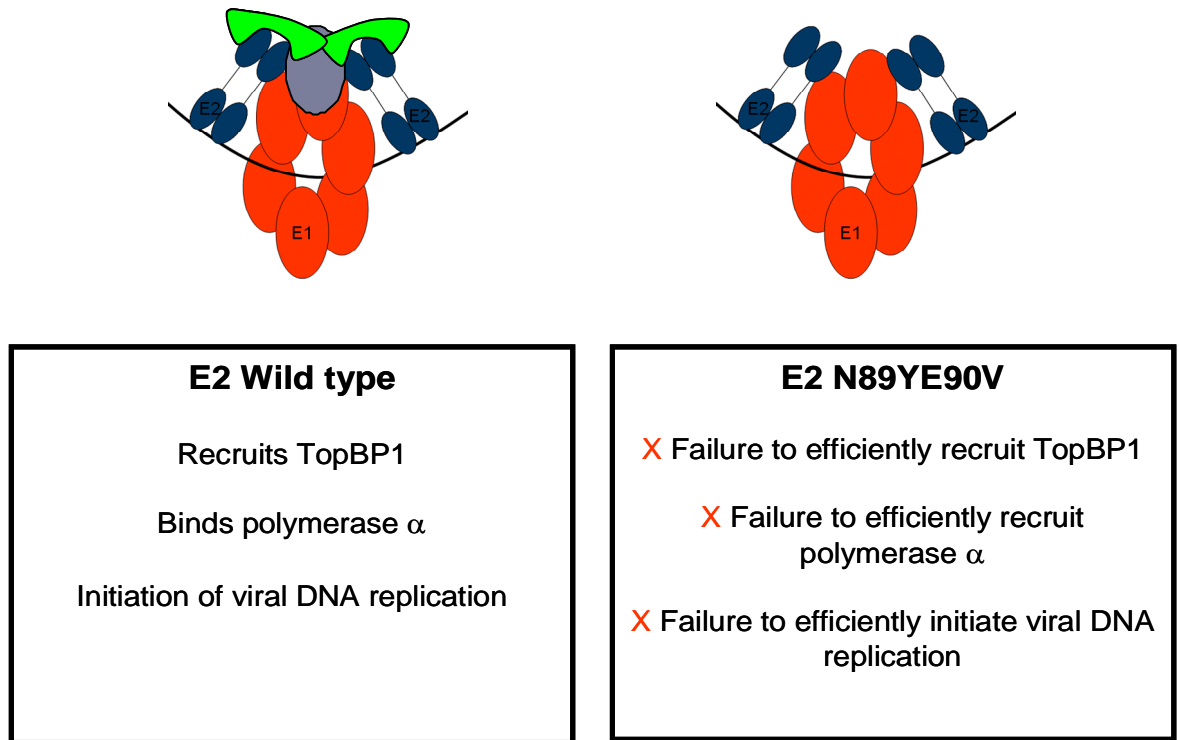 E2
E2
E1
E2
E2
E1
E2 Wild type
Recruits TopBP1
Binds polymerase α
Initiation of viral DNA replication
E2 N89YE90V
X Failure to efficiently recruit TopBP1
X Failure to efficiently recruit
polymerase α
X Failure to efficiently initiate viral DNA
replication